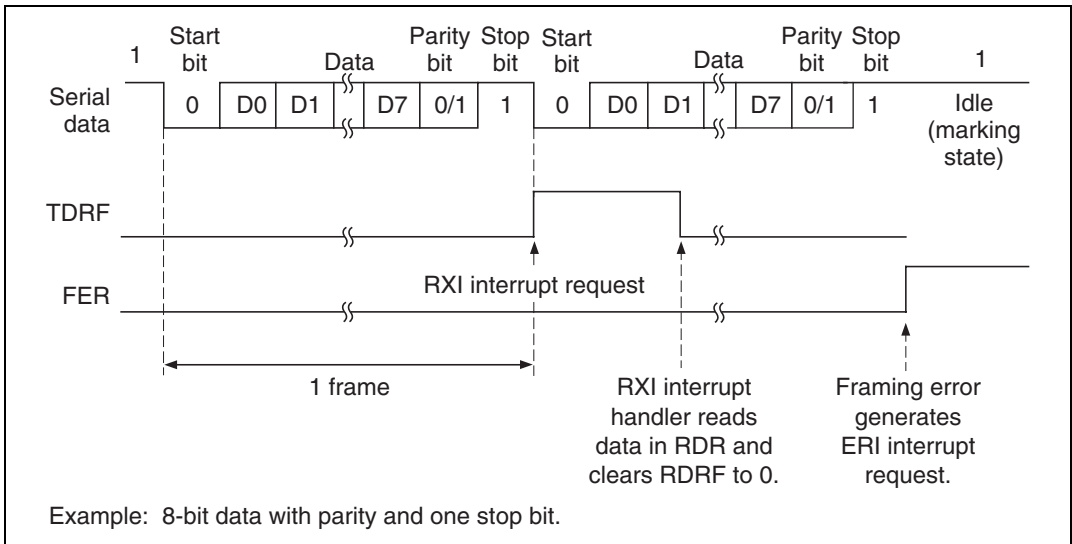 1 Start bit Data Parity bit Stop bit Start bit Data Parity bit Stop bit 1
Serial data 0 D0 D1 D7 0/1 1 0 D0 D1 D7 0/1 1 Idle (marking state)
TDRF
RXI interrupt request
FER
1 frame
RXI interrupt
handler reads
data in RDR and
clears RDRF to 0.
Framing error
generates
ERI interrupt
request.
Example: 8-bit data with parity and one stop bit.